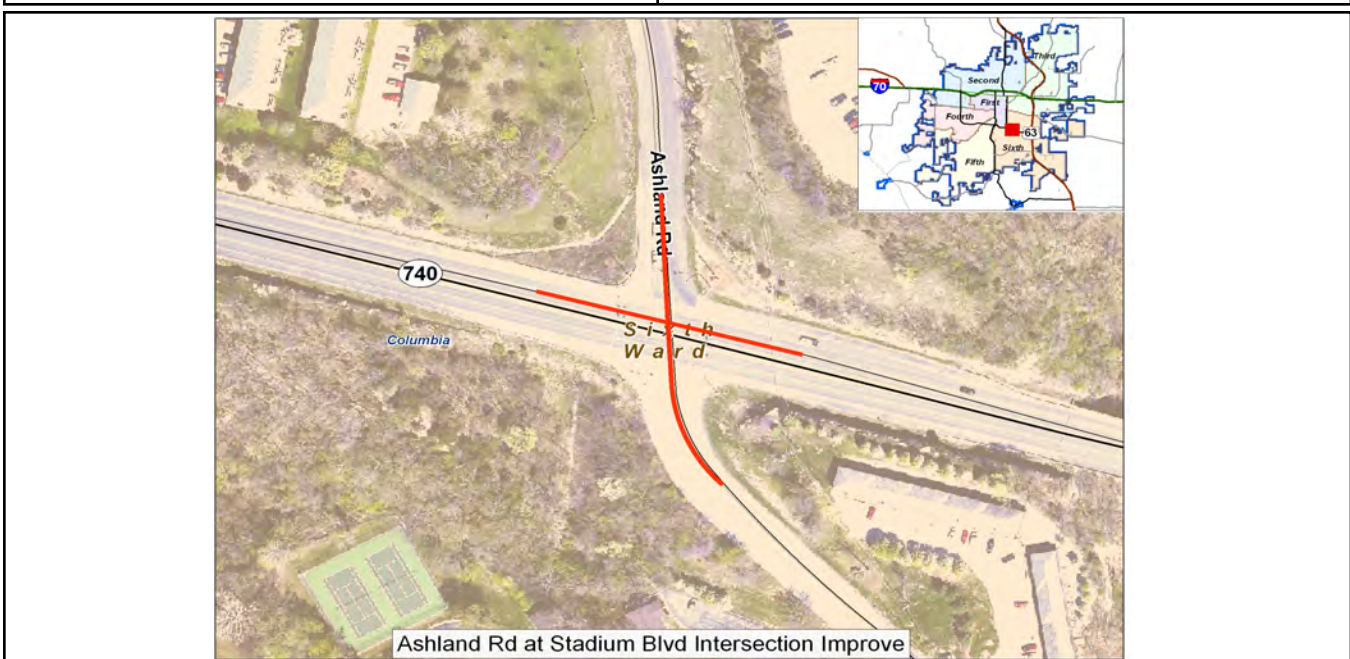 Third
Second
70
First
Fourth
63
Sixth
Fifth
Ashland Rd
740
Sixth
Ward
Columbia
Ashland Rd at Stadium Blvd Intersection Improve